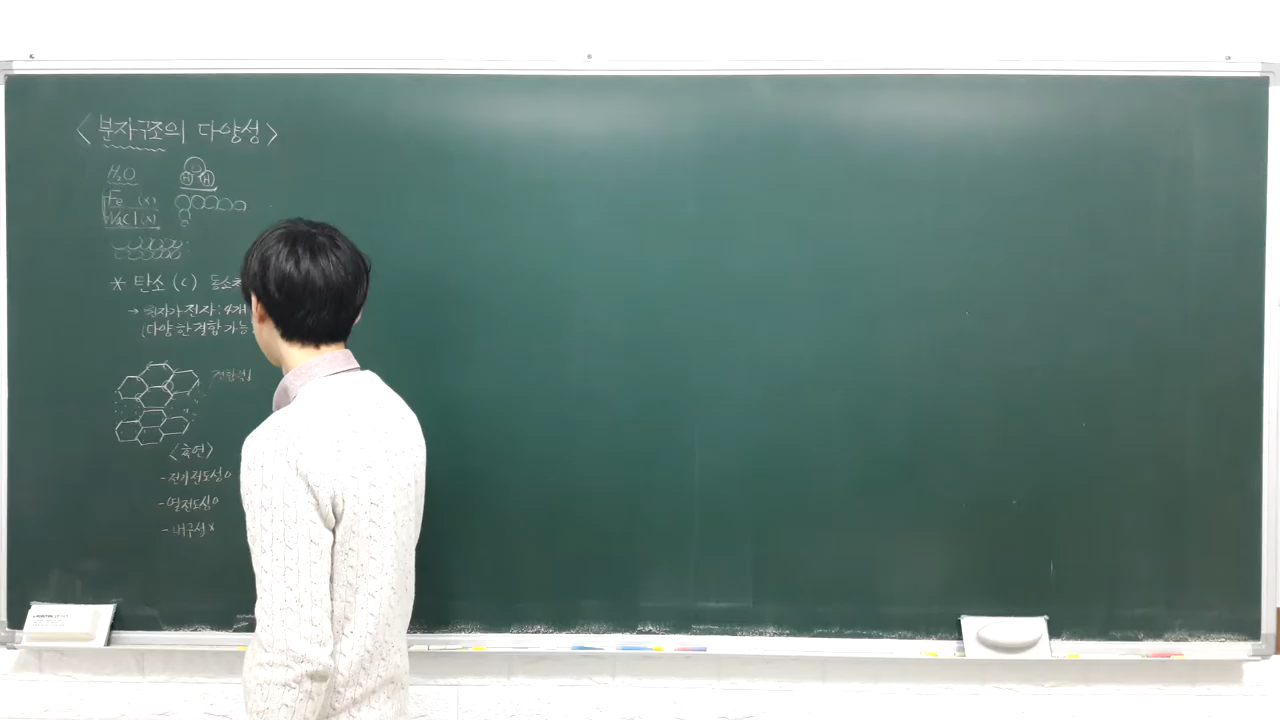 <분자구조의 다양성>
H₂O
H H
Fe (x)
NaCl (x)
* 탄소 (C) 동소
→ 원자가 전자 : 4개
(다양한 결합 가능
<흑연>
- 전기전도성 o
- 열전도성 o
- 내구성 x